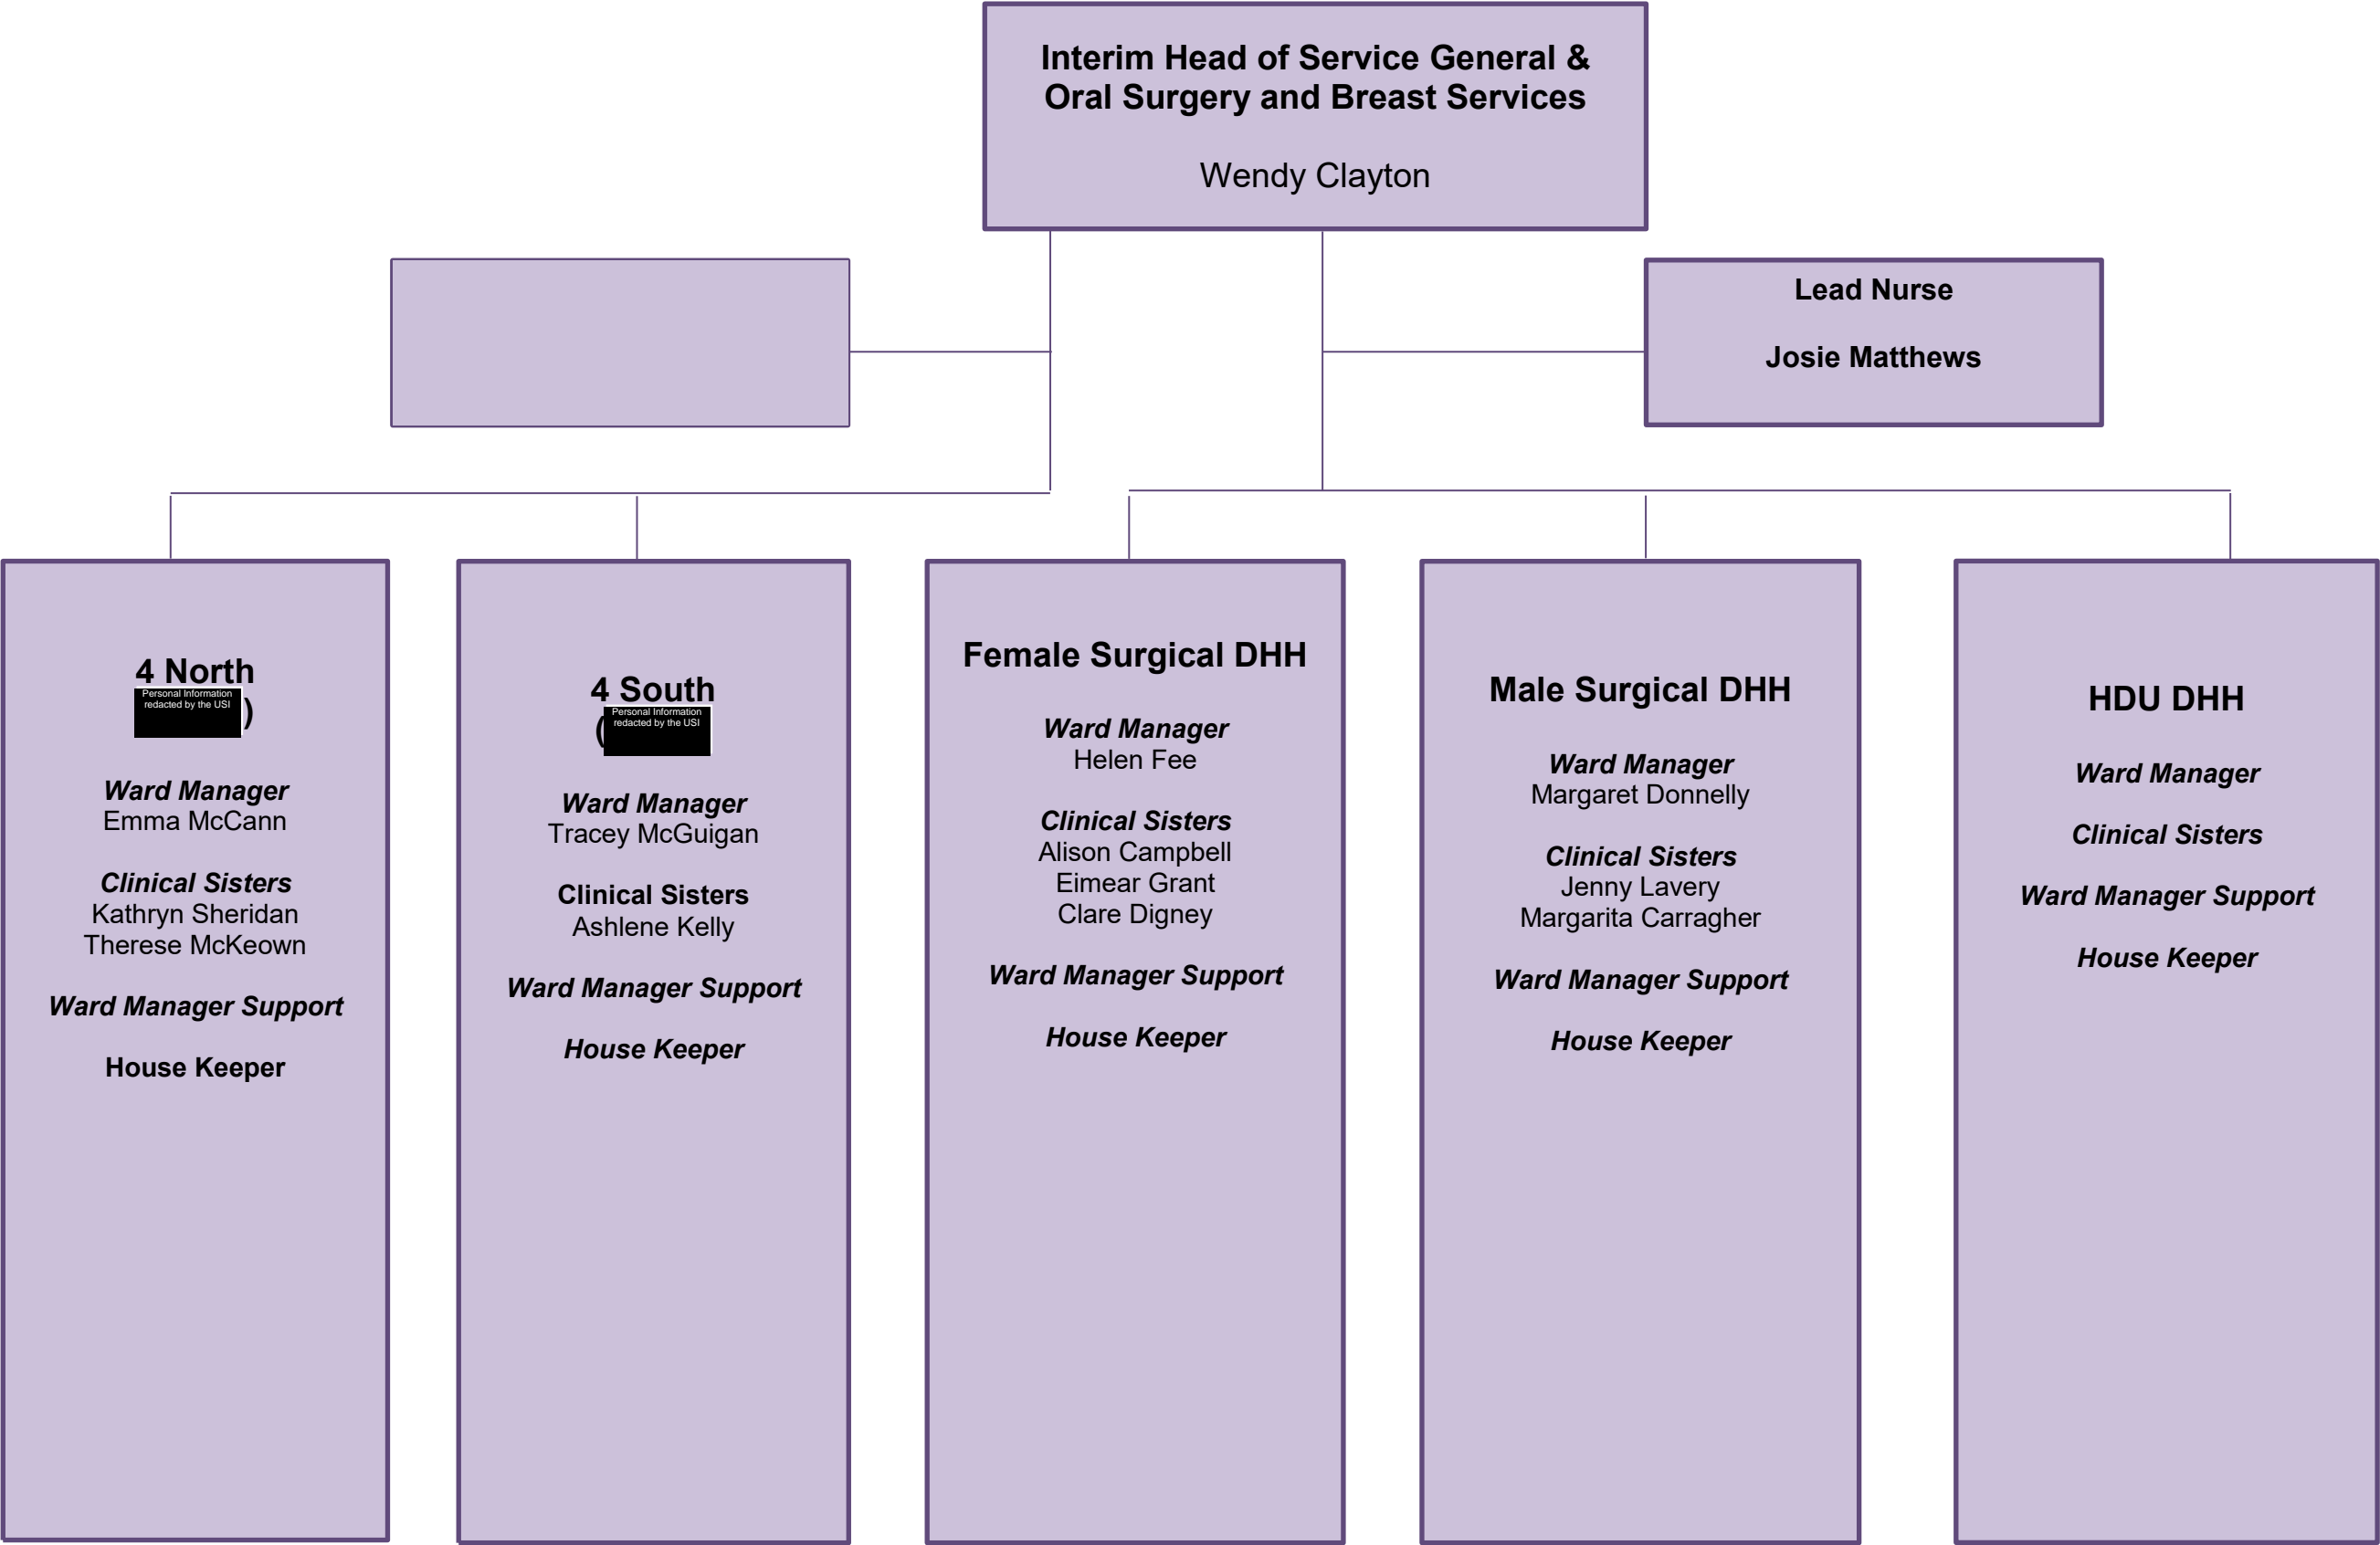 Interim Head of Service General &
Oral Surgery and Breast Services
Wendy Clayton
Lead Nurse
Josie Matthews
4 North
Personal Information
redacted by the USI
)
Ward Manager
Emma McCann
Clinical Sisters
Kathryn Sheridan
Therese McKeown
Ward Manager Support
House Keeper
4 South
(
Personal Information
redacted by the USI
Ward Manager
Tracey McGuigan
Clinical Sisters
Ashlene Kelly
Ward Manager Support
House Keeper
Female Surgical DHH
Ward Manager
Helen Fee
Clinical Sisters
Alison Campbell
Eimear Grant
Clare Digney
Ward Manager Support
House Keeper
Male Surgical DHH
Ward Manager
Margaret Donnelly
Clinical Sisters
Jenny Lavery
Margarita Carragher
Ward Manager Support
House Keeper
HDU DHH
Ward Manager
Clinical Sisters
Ward Manager Support
House Keeper